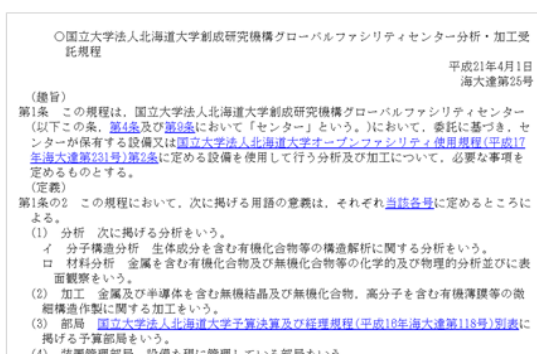 ○国立大学法人北海道大学創成研究機構グローバルファシリティセンター分析・加工受
託規程
平成21年4月1日
海大達第25号
(趣旨)
第1条　この規程は，国立大学法人北海道大学創成研究機構グローバルファシリティセンター
(以下この条，第4条及び第9条において「センター」という。)において，委託に基づき，セ
ンターが保有する設備又は国立大学法人北海道大学オープンファシリティ使用規程(平成17
年海大達第231号)第2条に定める設備を使用して行う分析及び加工について，必要な事項を
定めるものとする。
(定義)
第1条の2　この規程において，次に掲げる用語の意義は，それぞれ当該各号に定めるところに
よる。
(1)　分析　次に掲げる分析をいう。
イ　分子構造分析　生体成分を含む有機化合物等の構造解析に関する分析をいう。
ロ　材料分析　金属を含む有機化合物及び無機化合物等の化学的及び物理的分析並びに表
面観察をいう。
(2)　加工　金属及び半導体を含む無機結晶及び無機化合物，高分子を含む有機薄膜等の微
細構造作製に関する加工をいう。
(3)　部局　国立大学法人北海道大学予算決算及び経理規程(平成16年海大達第118号)別表に
掲げる予算部局をいう。
(4)　装置管理部局　設備を現に管理している部局をいう。